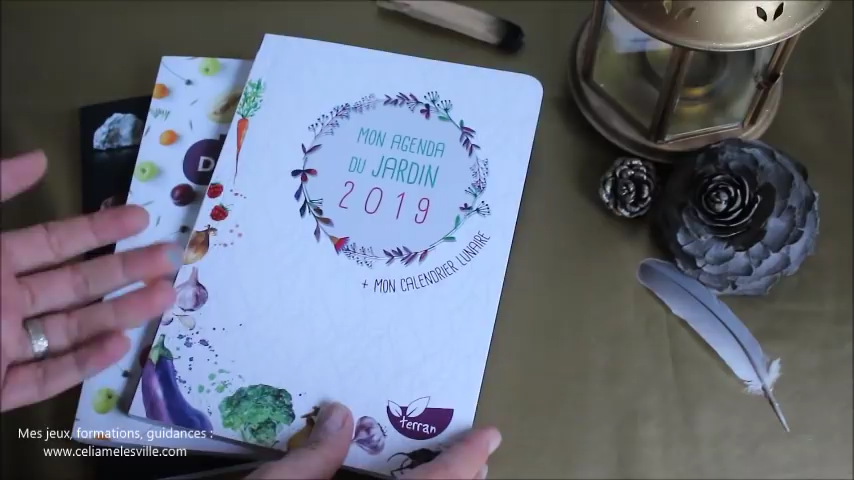 MON AGENDA
DU JARDIN
2019
+ MON CALENDRIER LUNAIRE
terran
Mes jeux, formations, guidances :
www.celiamelesville.com